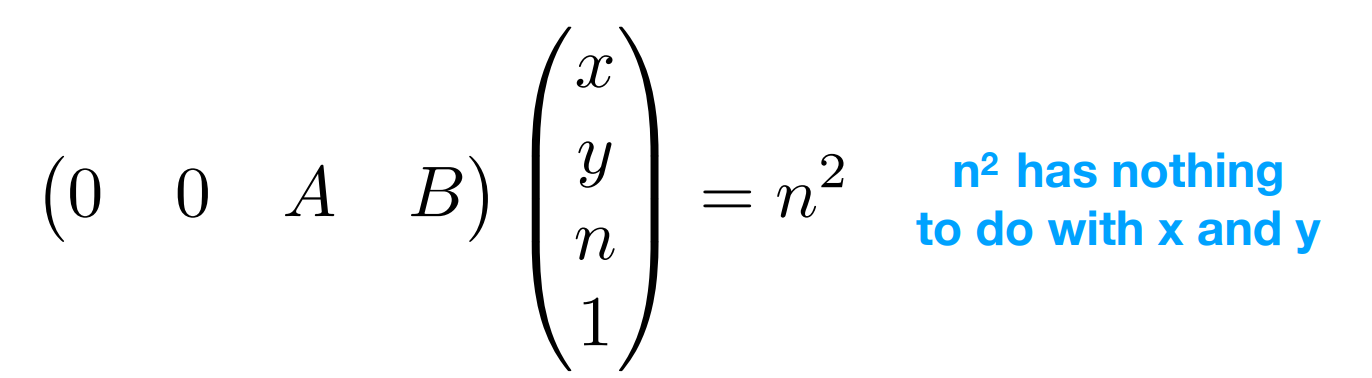 (0 0 A B) (x y n 1) = n²
n² has nothing
to do with x and y